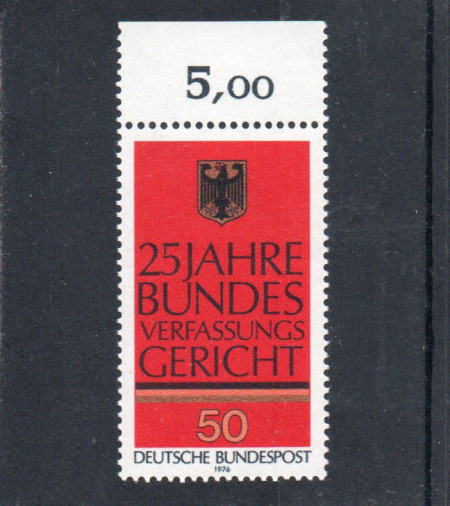 5,00
25 JAHRE
BUNDES
VERFASSUNGS
GERICHT
50
DEUTSCHE BUNDESPOST
1976